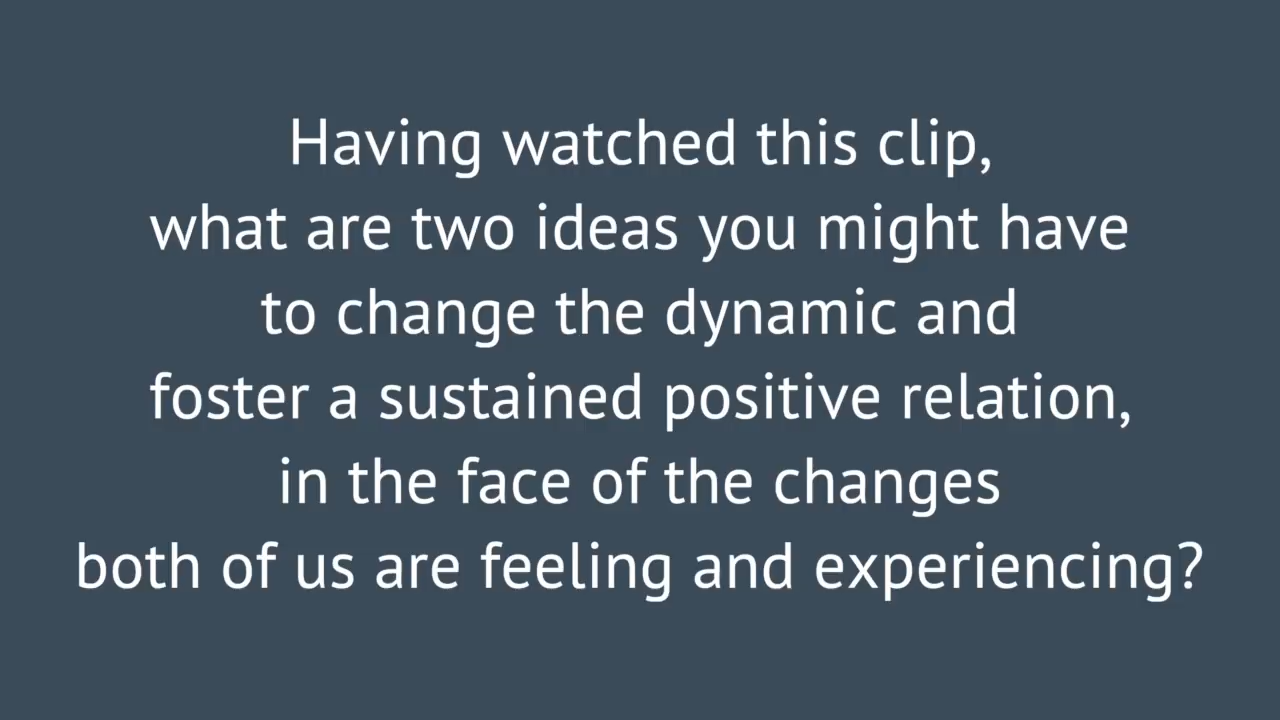 Having watched this clip,
what are two ideas you might have
to change the dynamic and
foster a sustained positive relation,
in the face of the changes
both of us are feeling and experiencing?